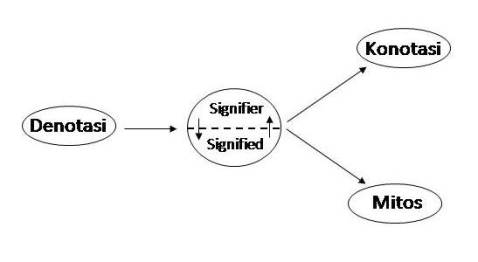 Konotasi
Signifier
Denotasi
Signified
Mitos